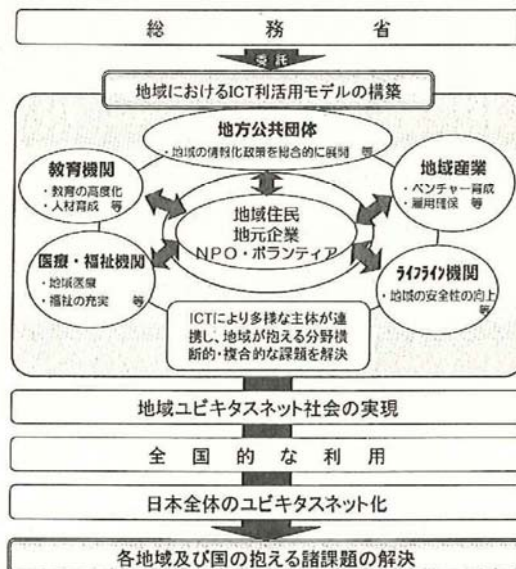 総務省
委託
地域におけるICT利活用モデルの構築
地方公共団体
・地域の情報化政策を総合的に展開 等
教育機関
・教育の高度化
・人材育成 等
地域産業
・ベンチャー育成
・雇用確保 等
地域住民
地元企業
NPO・ボランティア
医療・福祉機関
・地域医療
・福祉の充実 等
ライフライン機関
・地域の安全性の向上
等
ICTにより多様な主体が連
携し、地域が抱える分野横
断的・複合的な課題を解決
地域ユビキタスネット社会の実現
全国的な利用
日本全体のユビキタスネット化
各地域及び国の抱える諸課題の解決